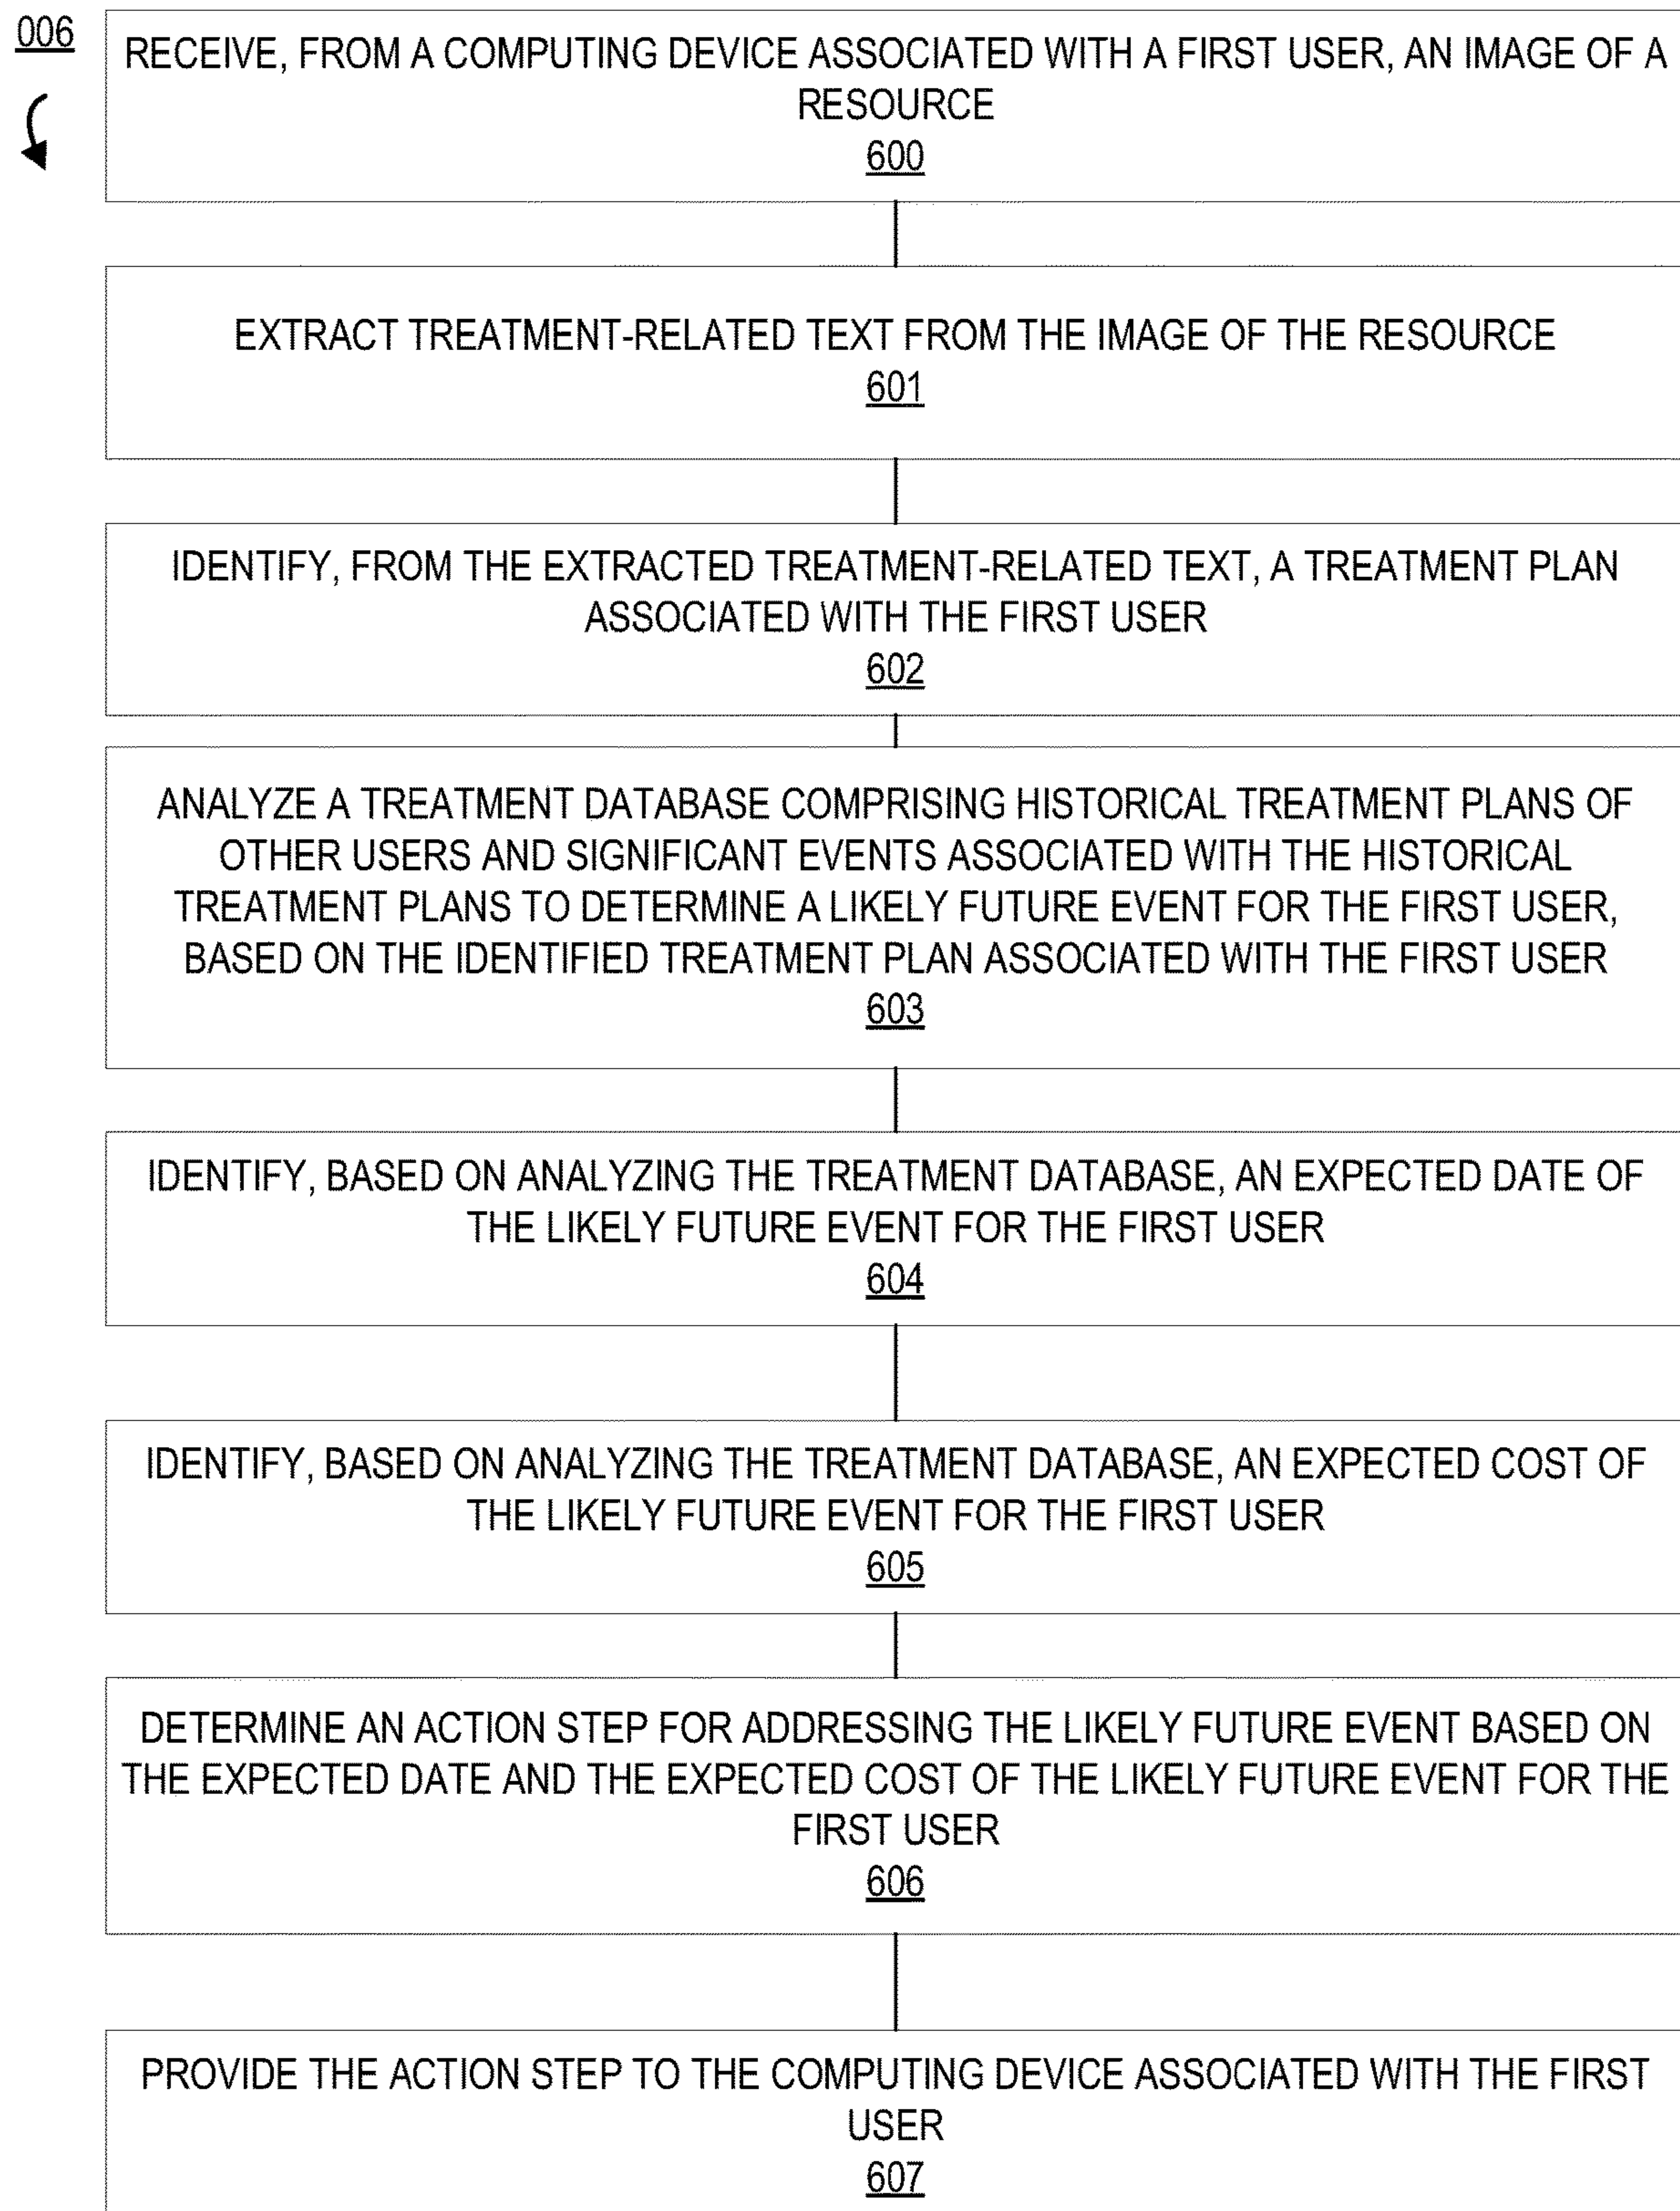 006
RECEIVE, FROM A COMPUTING DEVICE ASSOCIATED WITH A FIRST USER, AN IMAGE OF A
RESOURCE
600
EXTRACT TREATMENT-RELATED TEXT FROM THE IMAGE OF THE RESOURCE
601
IDENTIFY, FROM THE EXTRACTED TREATMENT-RELATED TEXT, A TREATMENT PLAN
ASSOCIATED WITH THE FIRST USER
602
ANALYZE A TREATMENT DATABASE COMPRISING HISTORICAL TREATMENT PLANS OF
OTHER USERS AND SIGNIFICANT EVENTS ASSOCIATED WITH THE HISTORICAL
TREATMENT PLANS TO DETERMINE A LIKELY FUTURE EVENT FOR THE FIRST USER,
BASED ON THE IDENTIFIED TREATMENT PLAN ASSOCIATED WITH THE FIRST USER
603
IDENTIFY, BASED ON ANALYZING THE TREATMENT DATABASE, AN EXPECTED DATE OF
THE LIKELY FUTURE EVENT FOR THE FIRST USER
604
IDENTIFY, BASED ON ANALYZING THE TREATMENT DATABASE, AN EXPECTED COST OF
THE LIKELY FUTURE EVENT FOR THE FIRST USER
605
DETERMINE AN ACTION STEP FOR ADDRESSING THE LIKELY FUTURE EVENT BASED ON
THE EXPECTED DATE AND THE EXPECTED COST OF THE LIKELY FUTURE EVENT FOR THE
FIRST USER
606
PROVIDE THE ACTION STEP TO THE COMPUTING DEVICE ASSOCIATED WITH THE FIRST
USER
607